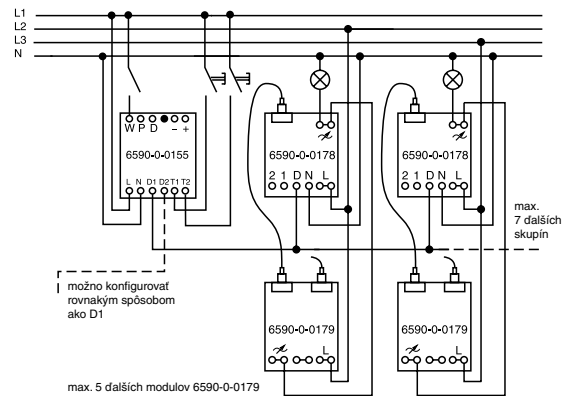 L1
L2
L3
N
W P D - +
6590-0-0155
L N D1 D2 T1 T2
6590-0-0178
2 1 D N L
6590-0-0178
2 1 D N L
max.
7 ďalších
skupín
možno konfigurovať
rovnakým spôsobom
ako D1
6590-0-0179
L
6590-0-0179
L
max. 5 ďalších modulov 6590-0-0179